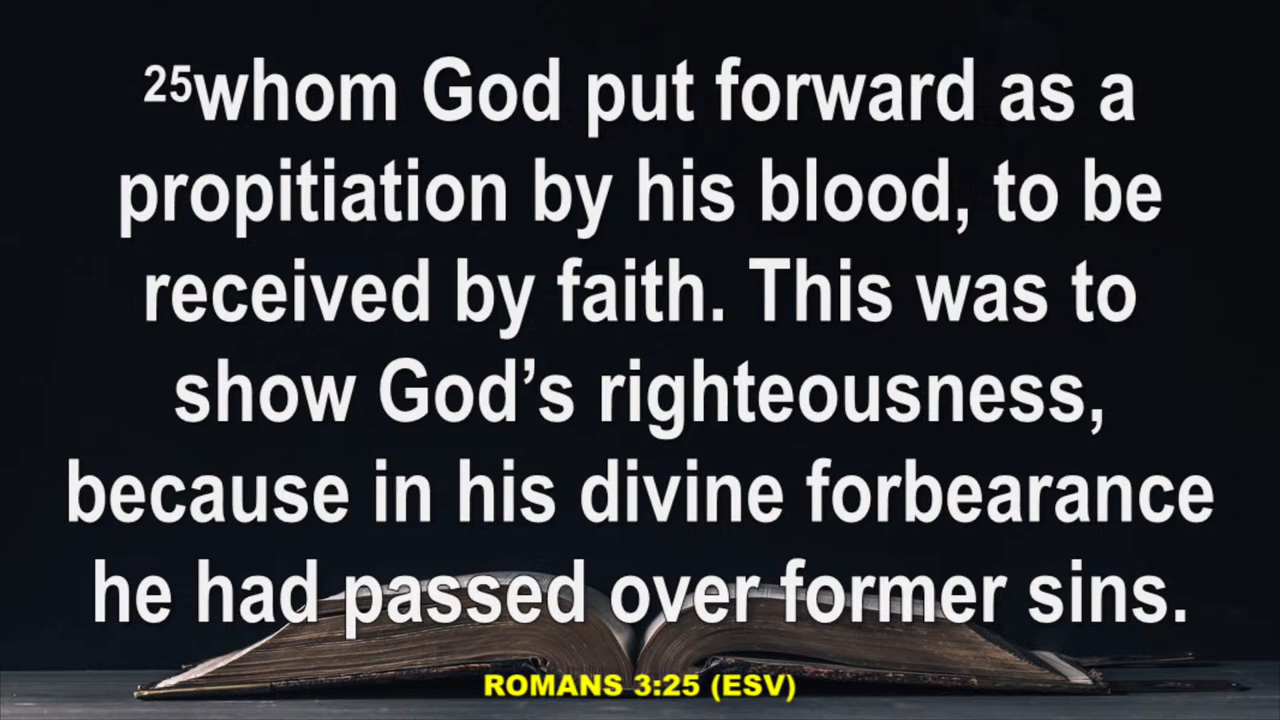 25whom God put forward as a
propitiation by his blood, to be
received by faith. This was to
show God’s righteousness,
because in his divine forbearance
he had passed over former sins.
ROMANS 3:25 (ESV)